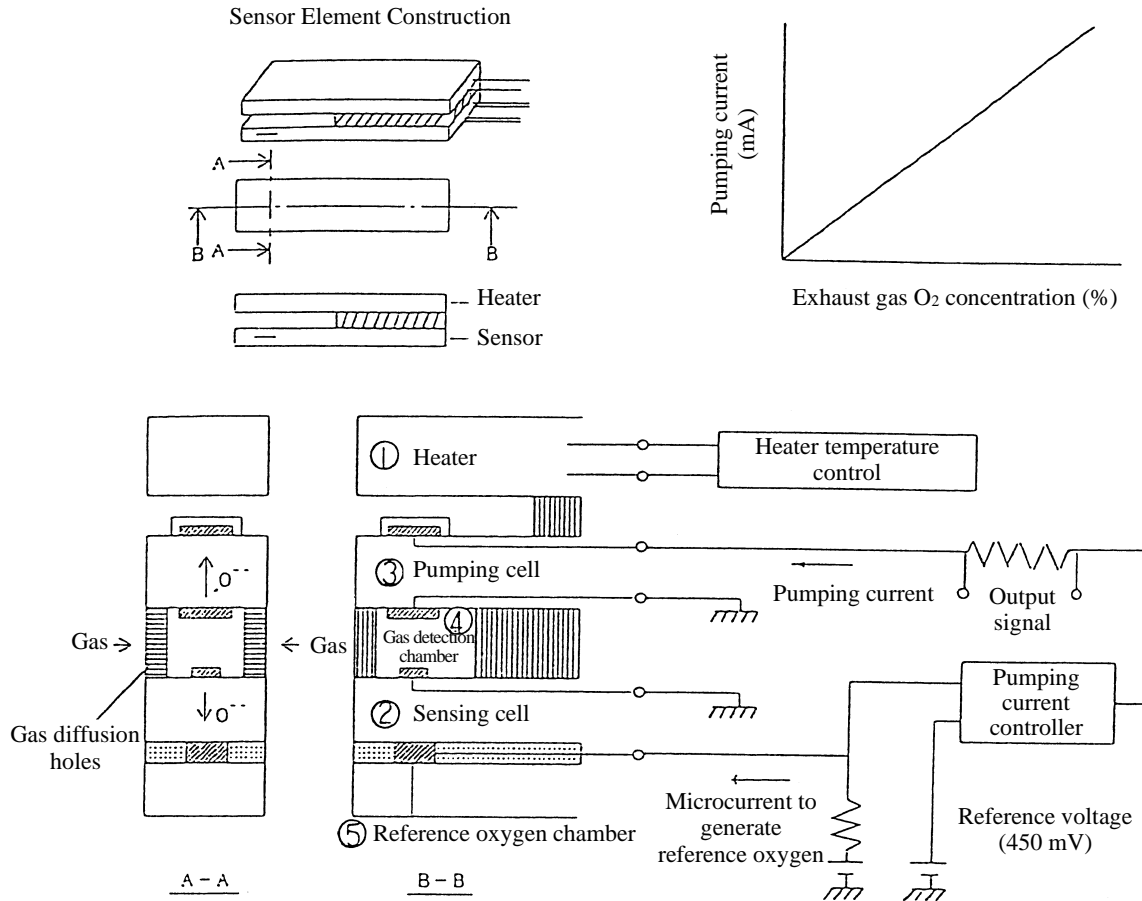 Sensor Element Construction
A
B
A
B
Heater
Sensor
Pumping current
(mA)
Exhaust gas O₂ concentration (%)
① Heater
Heater temperature
control
O⁻⁻
③ Pumping cell
Pumping current
Output
signal
④
Gas
Gas
Gas detection
chamber
O⁻⁻
② Sensing cell
Pumping
current
controller
Gas diffusion
holes
Microcurrent to
generate
reference oxygen
Reference voltage
(450 mV)
⑤ Reference oxygen chamber
A - A
B - B